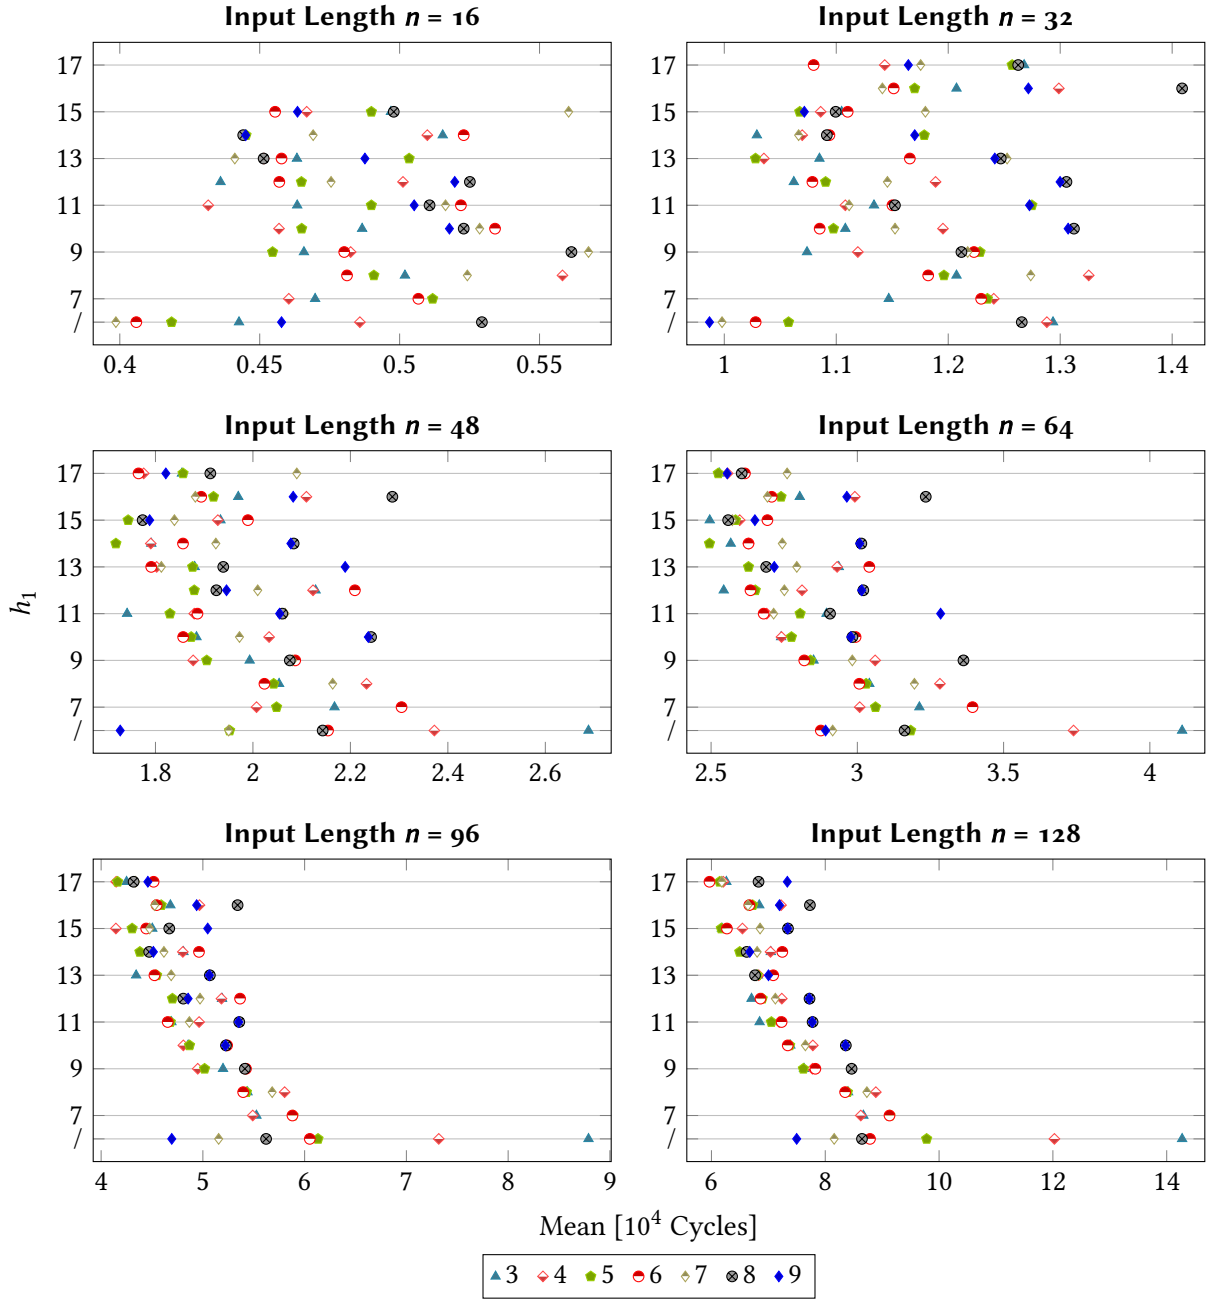 Input Length n = 16
Input Length n = 32
17
15
13
11
9
7
/
0.4 0.45 0.5 0.55
17
15
13
11
9
7
/
1 1.1 1.2 1.3 1.4
Input Length n = 48
Input Length n = 64
h₁
17
15
13
11
9
7
/
1.8 2 2.2 2.4 2.6
17
15
13
11
9
7
/
2.5 3 3.5 4
Input Length n = 96
Input Length n = 128
17
15
13
11
9
7
/
4 5 6 7 8 9
17
15
13
11
9
7
/
6 8 10 12 14
Mean [10⁴ Cycles]
3 4 5 6 7 8 9